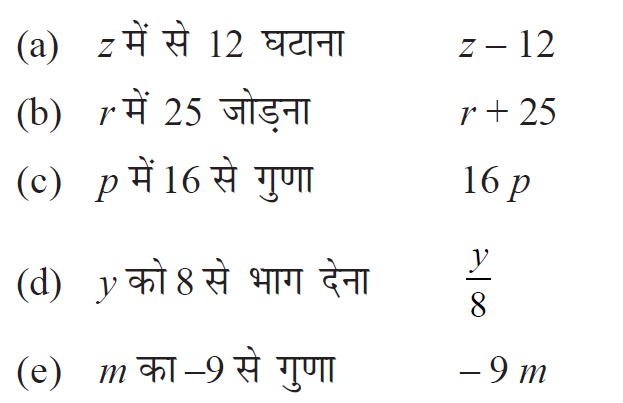 (a) z में से 12 घटाना z – 12
(b) r में 25 जोड़ना r + 25
(c) p में 16 से गुणा 16 p
(d) y को 8 से भाग देना y/8
(e) m का –9 से गुणा – 9 m